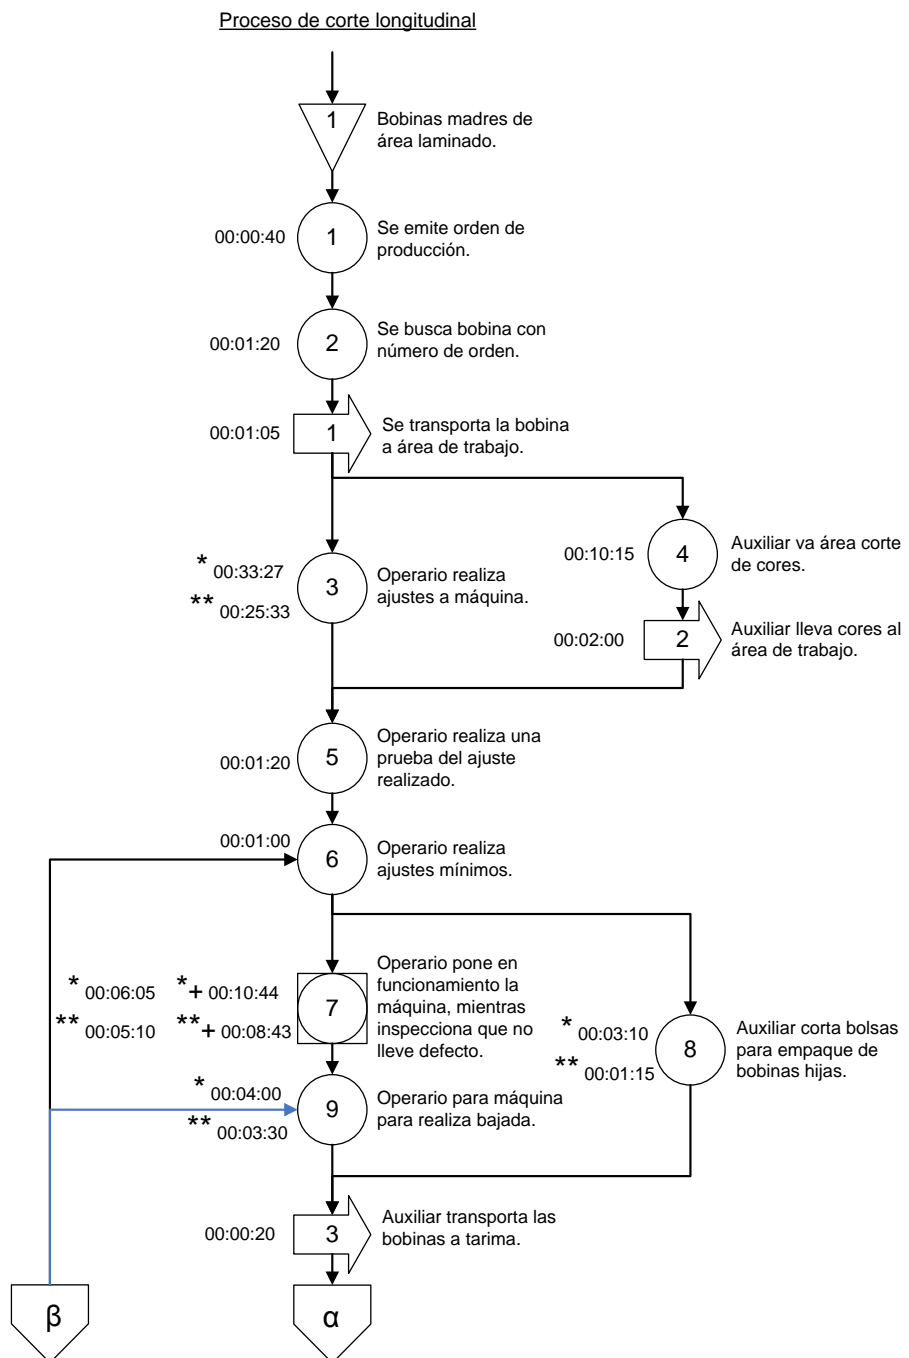 Proceso de corte longitudinal
1
Bobinas madres de
área laminado.
00:00:40
1
Se emite orden de
producción.
00:01:20
2
Se busca bobina con
número de orden.
00:01:05
1
Se transporta la bobina
a área de trabajo.
* 00:33:27
** 00:25:33
3
Operario realiza
ajustes a máquina.
00:10:15
4
Auxiliar va área corte
de cores.
00:02:00
2
Auxiliar lleva cores al
área de trabajo.
00:01:20
5
Operario realiza una
prueba del ajuste
realizado.
00:01:00
6
Operario realiza
ajustes mínimos.
* 00:06:05 *+ 00:10:44
** 00:05:10 **+ 00:08:43
7
Operario pone en
funcionamiento la
máquina, mientras
inspecciona que no
lleve defecto.
* 00:03:10
** 00:01:15
8
Auxiliar corta bolsas
para empaque de
bobinas hijas.
* 00:04:00
** 00:03:30
9
Operario para máquina
para realiza bajada.
00:00:20
3
Auxiliar transporta las
bobinas a tarima.
β
α